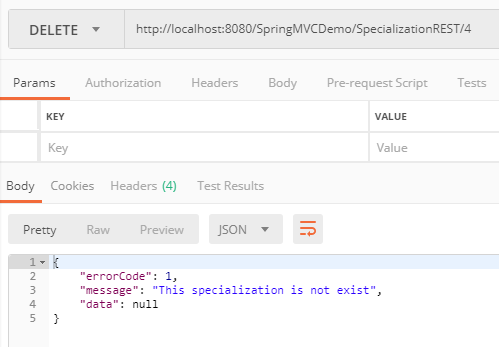 DELETE http://localhost:8080/SpringMVCDemo/SpecializationREST/4
Params Authorization Headers Body Pre-request Script Tests
KEY VALUE
Key Value
Body Cookies Headers (4) Test Results
Pretty Raw Preview JSON
1 {
2 "errorCode": 1,
3 "message": "This specialization is not exist",
4 "data": null
5 }